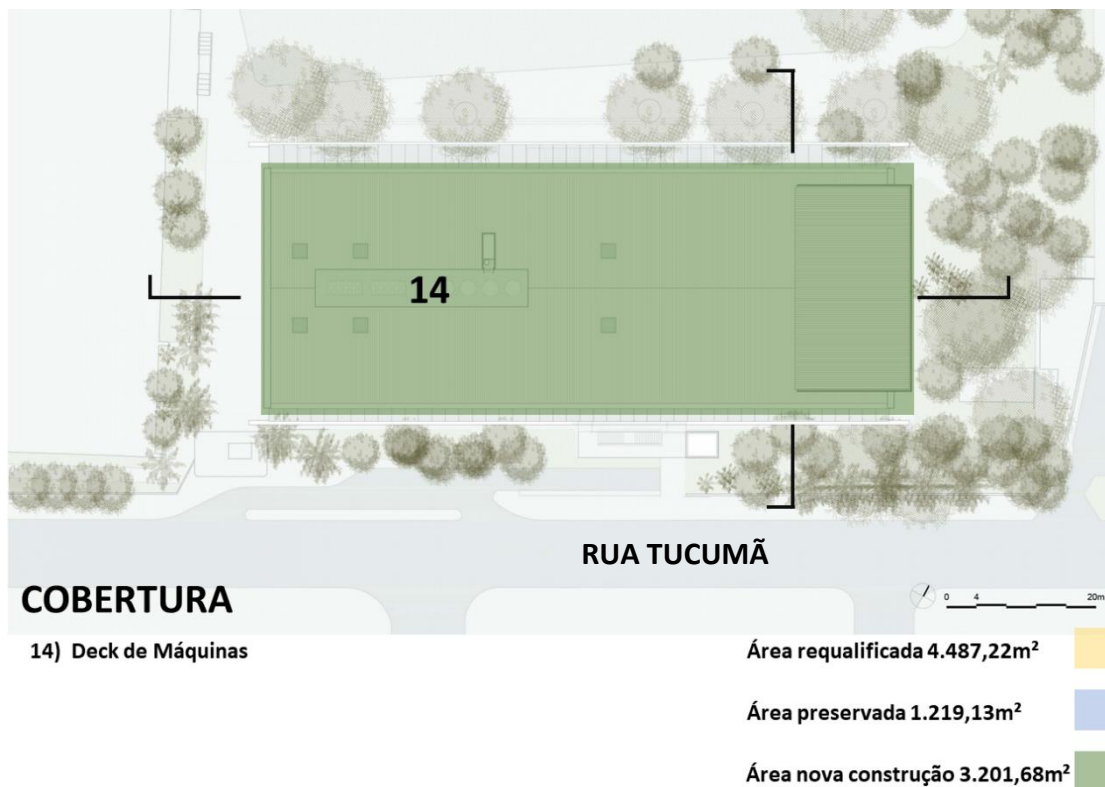 14
RUA TUCUMÃ
COBERTURA
0 4 20m
14) Deck de Máquinas
Área requalificada 4.487,22m²
Área preservada 1.219,13m²
Área nova construção 3.201,68m²